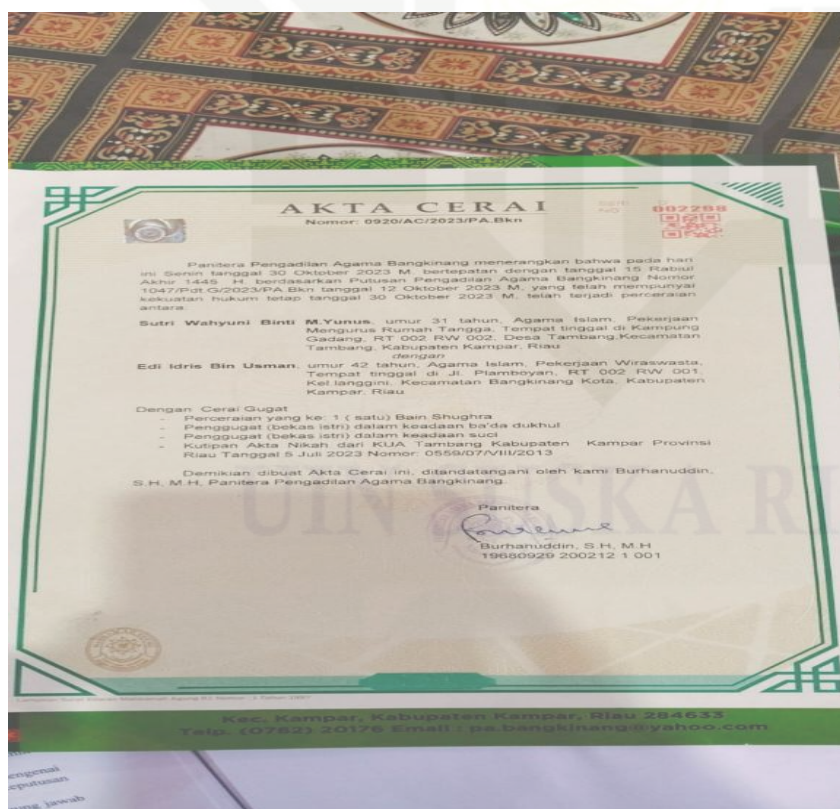 AKTA CERAI
Nomor: 0920/AC/2023/PA.Bkn
SERI
NO
002298
Panitera Pengadilan Agama Bangkinang menerangkan bahwa pada hari
ini Senin tanggal 30 Oktober 2023 M, bertepatan dengan tanggal 15 Rabiul
Akhir 1445 H, berdasarkan Putusan Pengadilan Agama Bangkinang Nomor
1047/Pdt.G/2023/PA.Bkn tanggal 12 Oktober 2023 M, yang telah mempunyai
kekuatan hukum tetap tanggal 30 Oktober 2023 M, telah terjadi perceraian
antara:
Sutri Wahyuni Binti M.Yunus, umur 31 tahun, Agama Islam, Pekerjaan
Mengurus Rumah Tangga, Tempat tinggal di Kampung
Gadang, RT 002 RW 002, Desa Tambang,Kecamatan
Tambang, Kabupaten Kampar, Riau
dengan
Edi Idris Bin Usman, umur 42 tahun, Agama Islam, Pekerjaan Wiraswasta,
Tempat tinggal di Jl. Plamboyan, RT 002 RW 001,
Kel.langgini, Kecamatan Bangkinang Kota, Kabupaten
Kampar, Riau
Dengan Cerai Gugat
- Perceraian yang ke: 1 ( satu) Bain Shughra
- Penggugat (bekas istri) dalam keadaan ba'da dukhul
- Penggugat (bekas istri) dalam keadaan suci
- Kutipan Akta Nikah dari KUA Tambang Kabupaten Kampar Provinsi
Riau Tanggal 5 Juli 2023 Nomor: 0559/07/VIII/2013
Demikian dibuat Akta Cerai ini, ditandatangani oleh kami Burhanuddin,
S.H, M.H, Panitera Pengadilan Agama Bangkinang.
Panitera
Burhanuddin, S.H, M.H
19680929 200212 1 001
UIN SUSKA RI
Kec. Kampar, Kabupaten Kampar, Riau 284633
Telp. (0762) 20176 Email : pa.bangkinang@yahoo.com
mengenai
keputusan
jawab